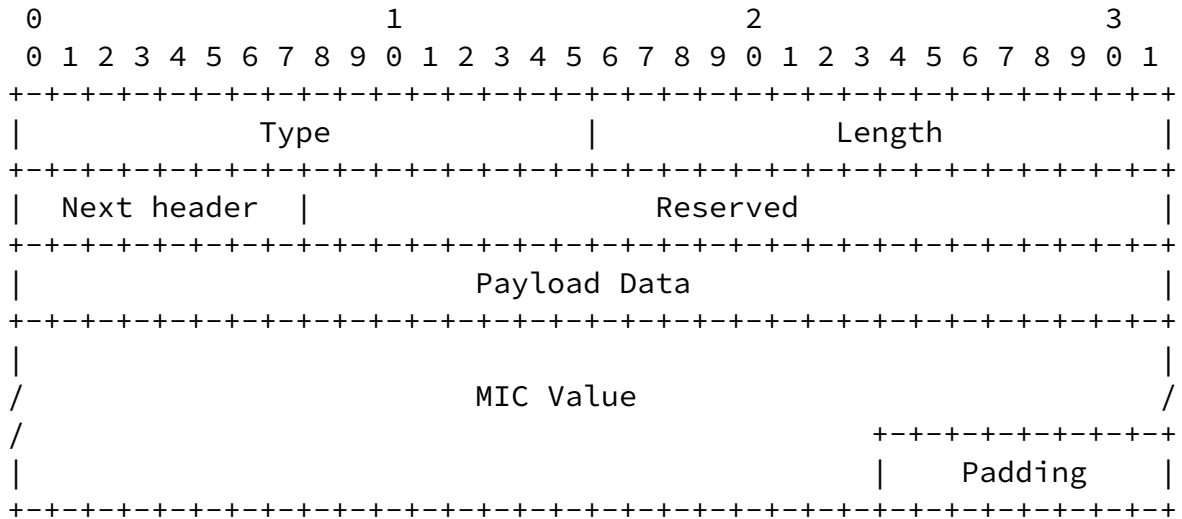 0                   1                   2                   3
 0 1 2 3 4 5 6 7 8 9 0 1 2 3 4 5 6 7 8 9 0 1 2 3 4 5 6 7 8 9 0 1
+-+-+-+-+-+-+-+-+-+-+-+-+-+-+-+-+-+-+-+-+-+-+-+-+-+-+-+-+-+-+-+-+
|             Type              |             Length            |
+-+-+-+-+-+-+-+-+-+-+-+-+-+-+-+-+-+-+-+-+-+-+-+-+-+-+-+-+-+-+-+-+
|  Next header  |                   Reserved                    |
+-+-+-+-+-+-+-+-+-+-+-+-+-+-+-+-+-+-+-+-+-+-+-+-+-+-+-+-+-+-+-+-+
|                         Payload Data                          |
+-+-+-+-+-+-+-+-+-+-+-+-+-+-+-+-+-+-+-+-+-+-+-+-+-+-+-+-+-+-+-+-+
|                                                               |
/                         MIC Value                             /
/                                               +-+-+-+-+-+-+-+-+
|                                               |    Padding    |
+-+-+-+-+-+-+-+-+-+-+-+-+-+-+-+-+-+-+-+-+-+-+-+-+-+-+-+-+-+-+-+-+